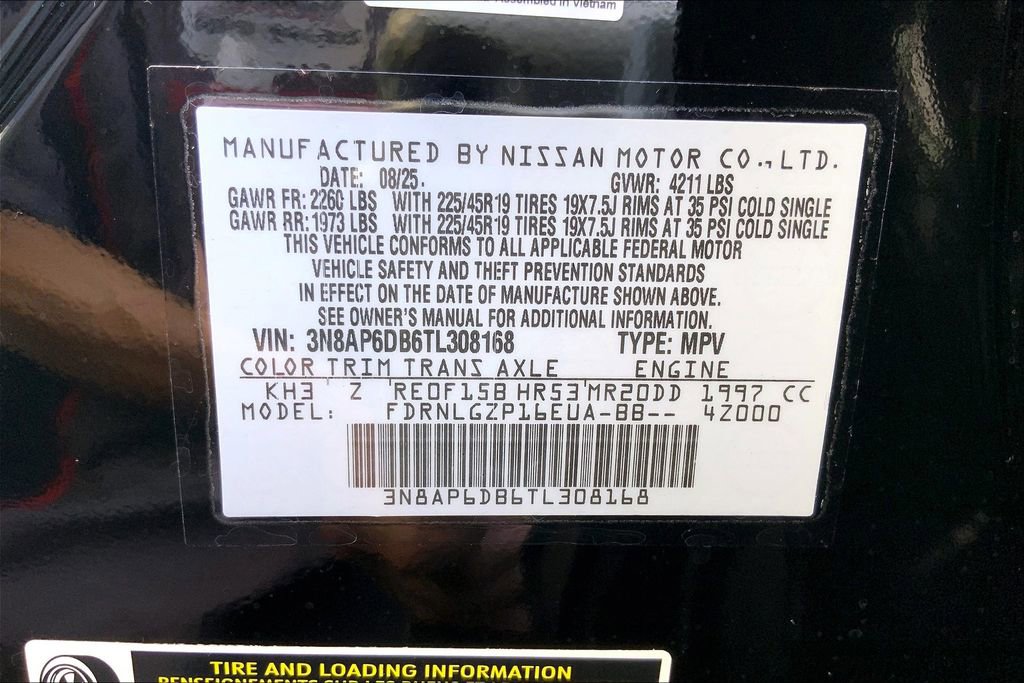 Assembled in Vietnam
MANUFACTURED BY NISSAN MOTOR CO.,LTD.
DATE: 08/25. GVWR: 4211 LBS
GAWR FR: 2260 LBS WITH 225/45R19 TIRES 19X7.5J RIMS AT 35 PSI COLD SINGLE
GAWR RR: 1973 LBS WITH 225/45R19 TIRES 19X7.5J RIMS AT 35 PSI COLD SINGLE
THIS VEHICLE CONFORMS TO ALL APPLICABLE FEDERAL MOTOR
VEHICLE SAFETY AND THEFT PREVENTION STANDARDS
IN EFFECT ON THE DATE OF MANUFACTURE SHOWN ABOVE.
SEE OWNER'S MANUAL FOR ADDITIONAL INFORMATION.
VIN: 3N8AP6DB6TL308168 TYPE: MPV
COLOR TRIM TRANS AXLE ENGINE
KH3 Z RE0F15B HR53 MR20DD 1997 CC
MODEL: FDRNLGZP16EUA-BB-- 4Z000
3N8AP6DB6TL308168
TIRE AND LOADING INFORMATION